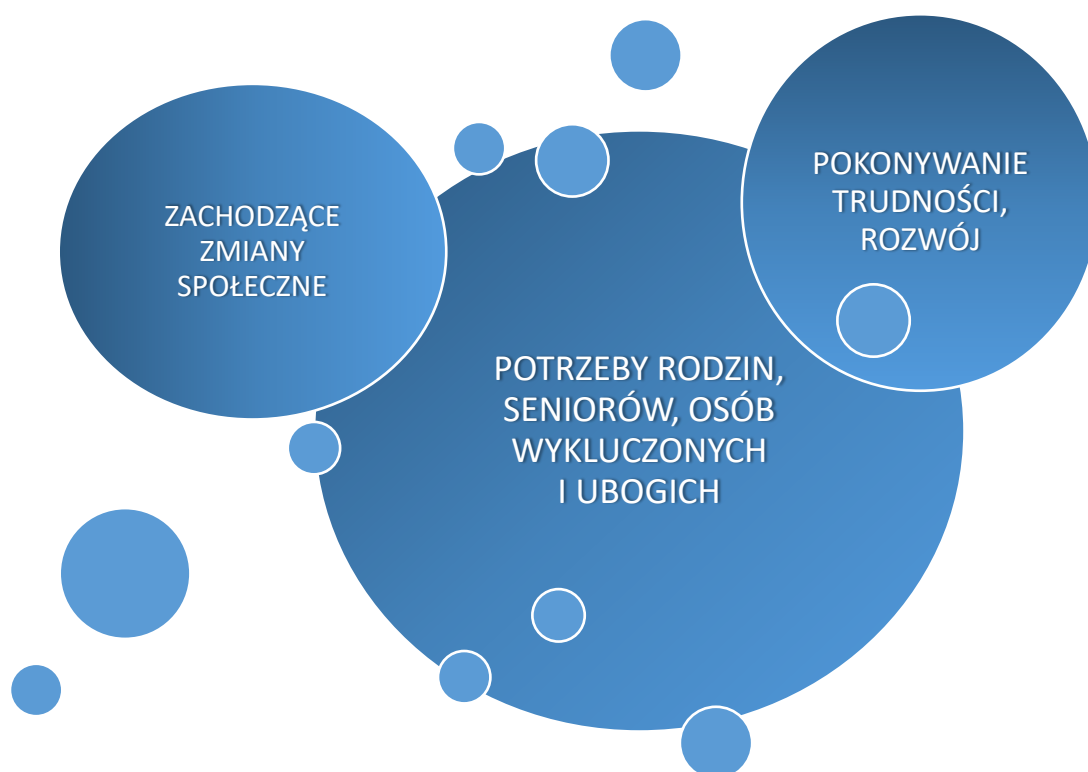 ZACHODZĄCE
ZMIANY
SPOŁECZNE
POTRZEBY RODZIN,
SENIORÓW, OSÓB
WYKLUCZONYCH
I UBOGICH
POKONYWANIE
TRUDNOŚCI,
ROZWÓJ